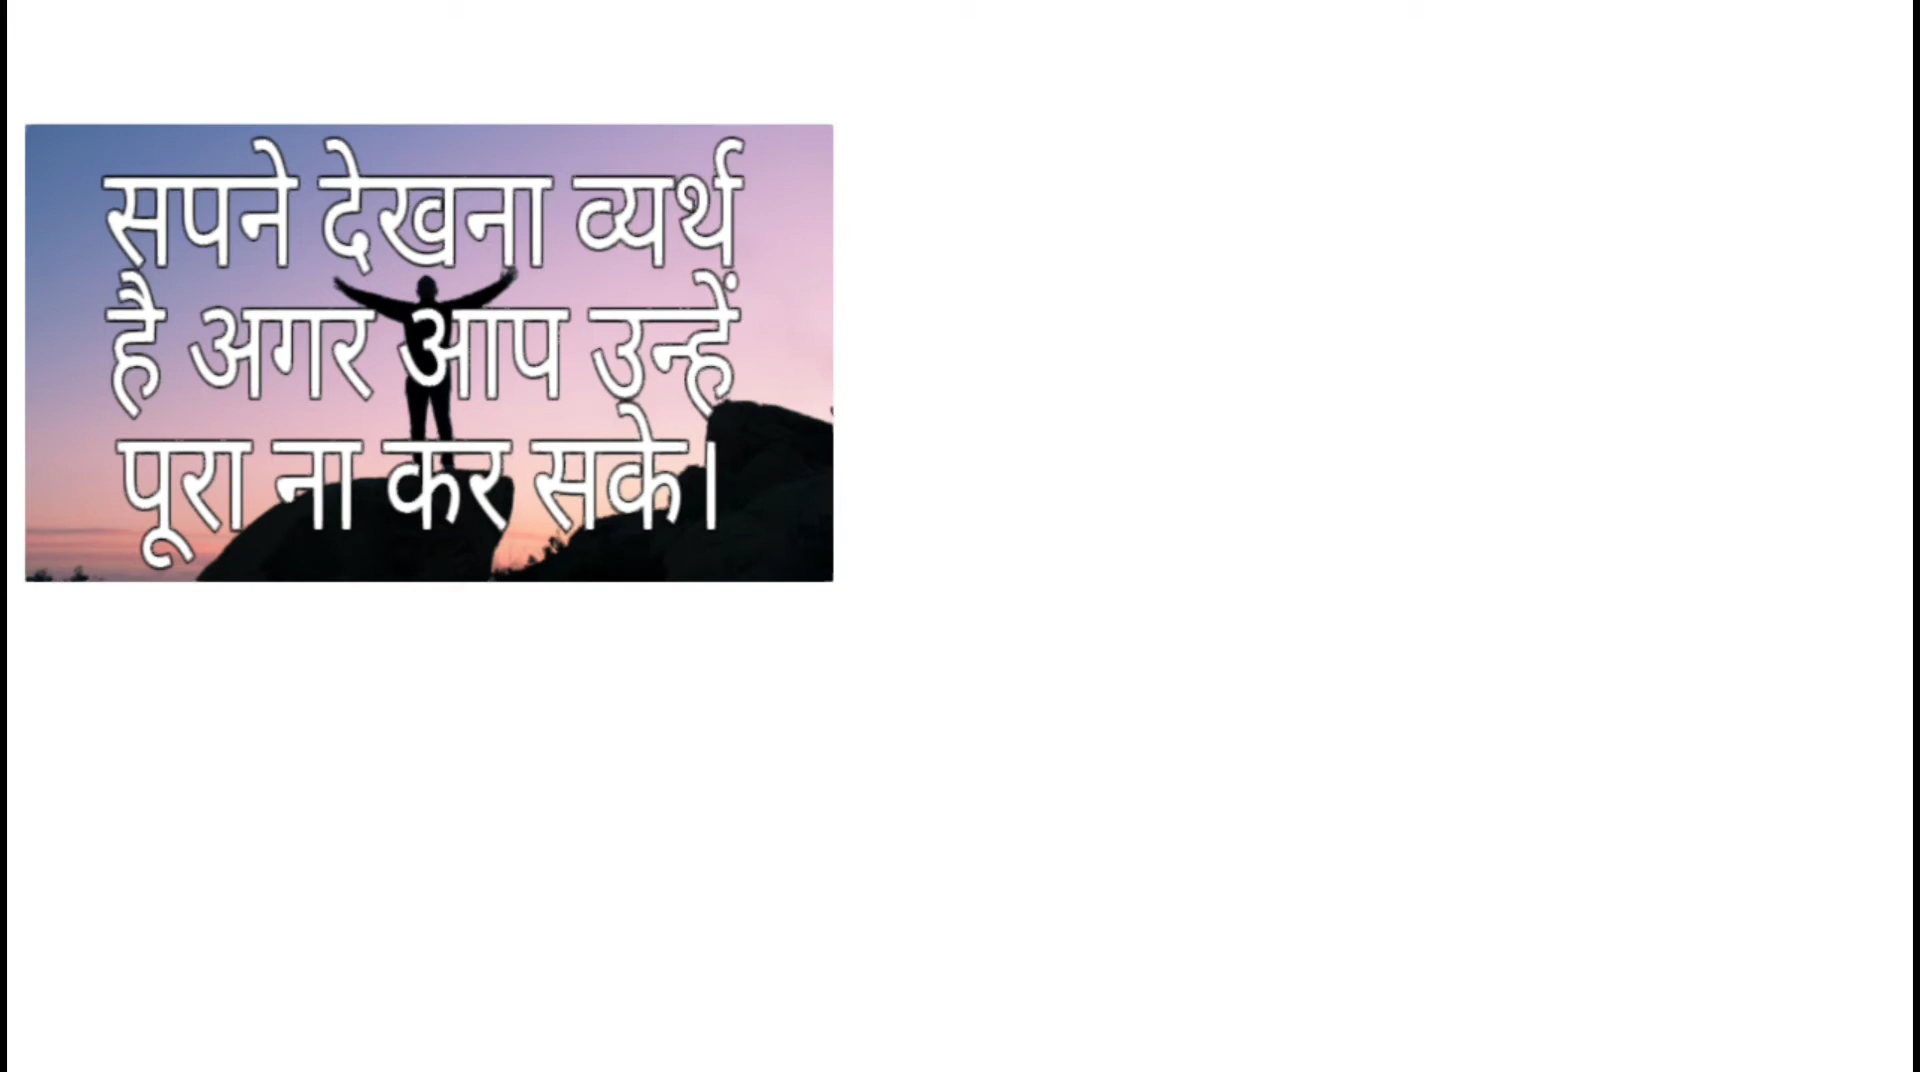 सपने देखना व्यर्थ
है अगर आप उन्हें
पूरा ना कर सके।